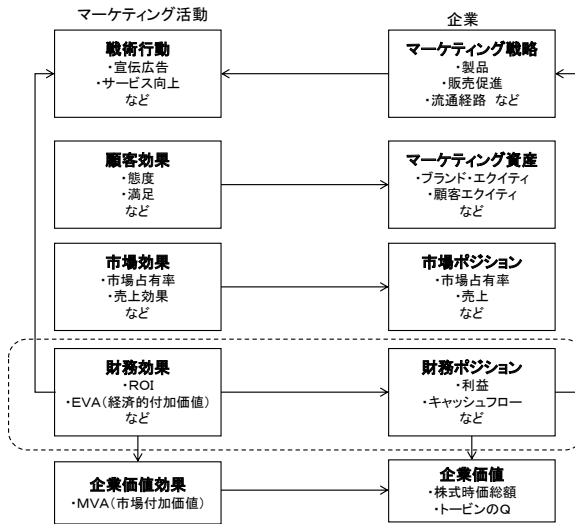 マーケティング活動
企業
戦術行動
・宣伝広告
・サービス向上
など
マーケティング戦略
・製品
・販売促進
・流通経路 など
顧客効果
・態度
・満足
など
マーケティング資産
・ブランド・エクイティ
・顧客エクイティ
など
市場効果
・市場占有率
・売上効果
など
市場ポジション
・市場占有率
・売上
など
財務効果
・ROI
・EVA(経済的付加価値)
など
財務ポジション
・利益
・キャッシュフロー
など
企業価値効果
・MVA(市場付加価値)
企業価値
・株式時価総額
・トービンのQ